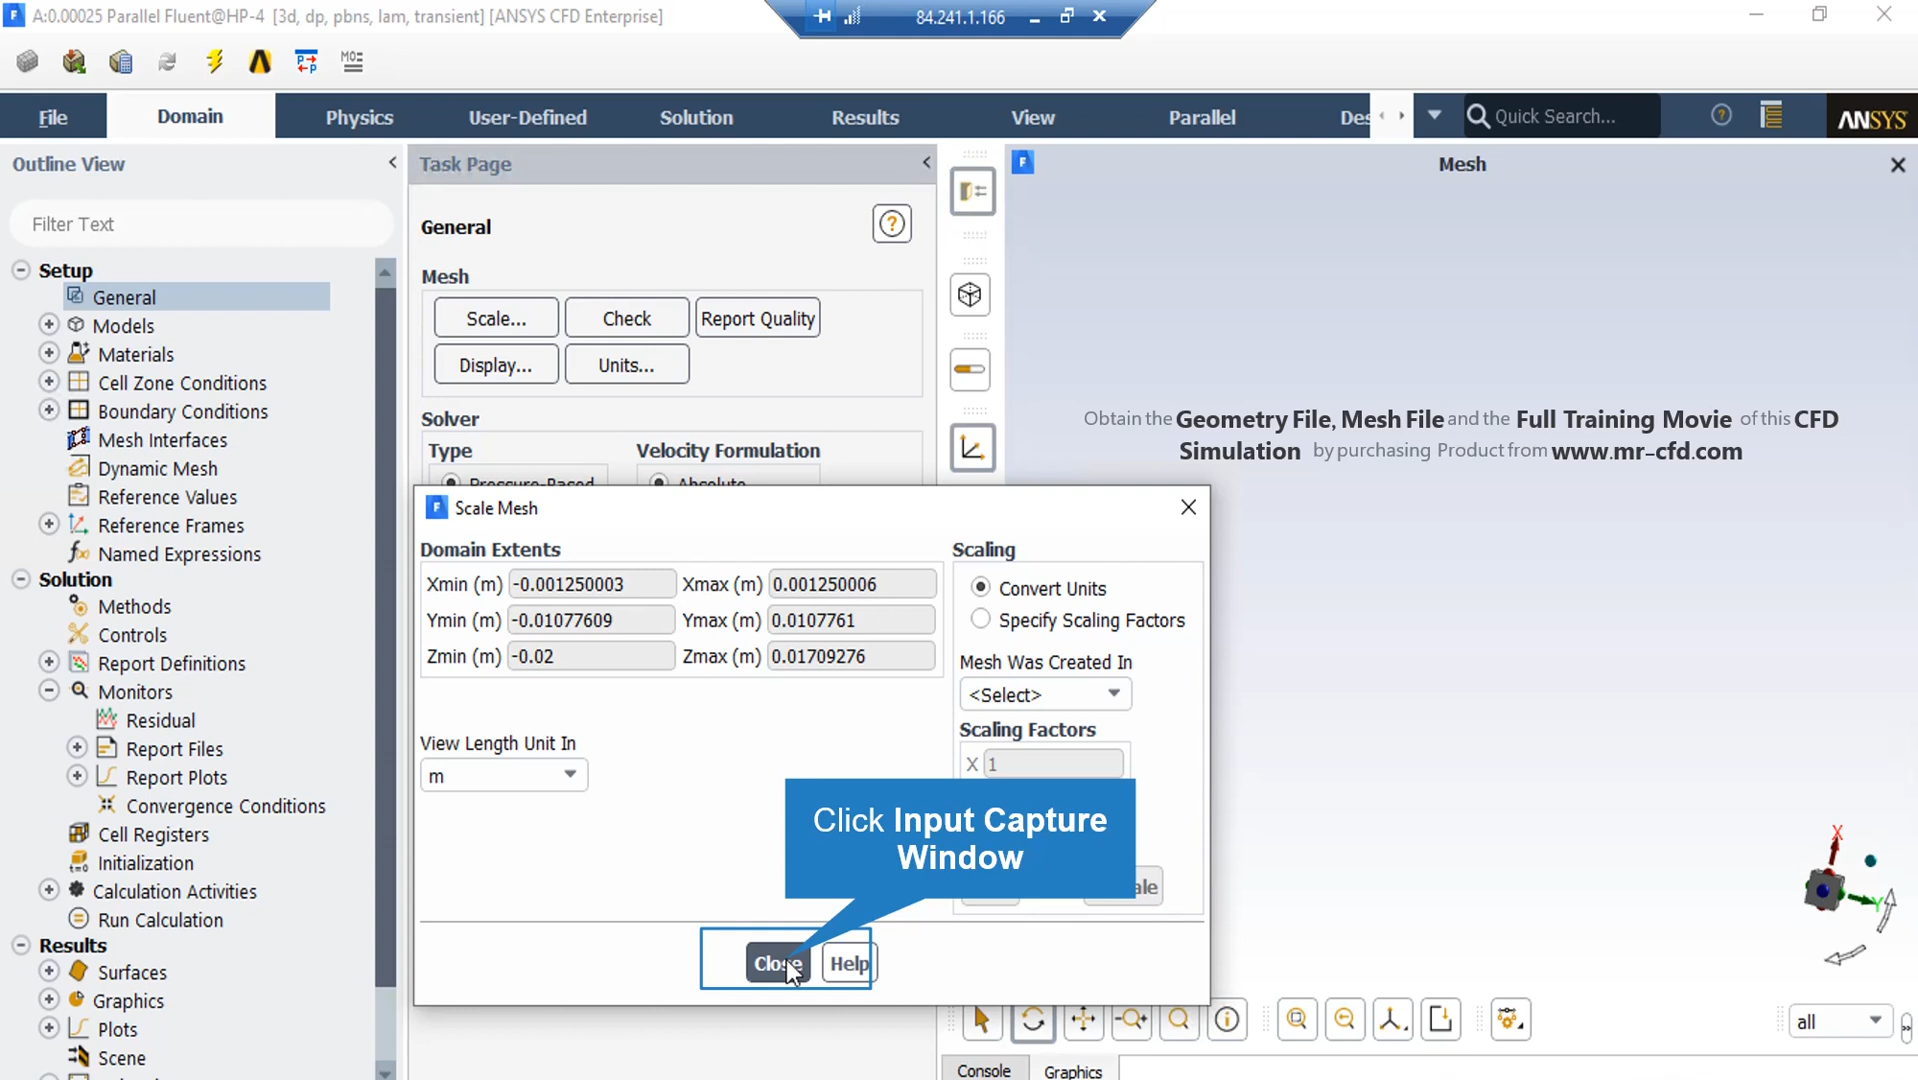 A:0.00025 Parallel Fluent@HP-4 [3d, dp, pbns, lam, transient] [ANSYS CFD Enterprise]
84.241.1.166
File
Domain
Physics
User-Defined
Solution
Results
View
Parallel
Des
Quick Search...
ANSYS
Outline View
Filter Text
Setup
General
Models
Materials
Cell Zone Conditions
Boundary Conditions
Mesh Interfaces
Dynamic Mesh
Reference Values
Reference Frames
Named Expressions
Solution
Methods
Controls
Report Definitions
Monitors
Residual
Report Files
Report Plots
Convergence Conditions
Cell Registers
Initialization
Calculation Activities
Run Calculation
Results
Surfaces
Graphics
Plots
Scene
Task Page
General
Mesh
Scale...
Check
Report Quality
Display...
Units...
Solver
Type
Velocity Formulation
Pressure-Based
Absolute
Scale Mesh
Domain Extents
Xmin (m) -0.001250003 Xmax (m) 0.001250006
Ymin (m) -0.01077609 Ymax (m) 0.0107761
Zmin (m) -0.02 Zmax (m) 0.01709276
View Length Unit In
m
Scaling
Convert Units
Specify Scaling Factors
Mesh Was Created In
<Select>
Scaling Factors
X 1
ale
Click Input Capture
Window
Close
Help
Mesh
Obtain the Geometry File, Mesh File and the Full Training Movie of this CFD
Simulation by purchasing Product from www.mr-cfd.com
X
Y
all
Console
Graphics